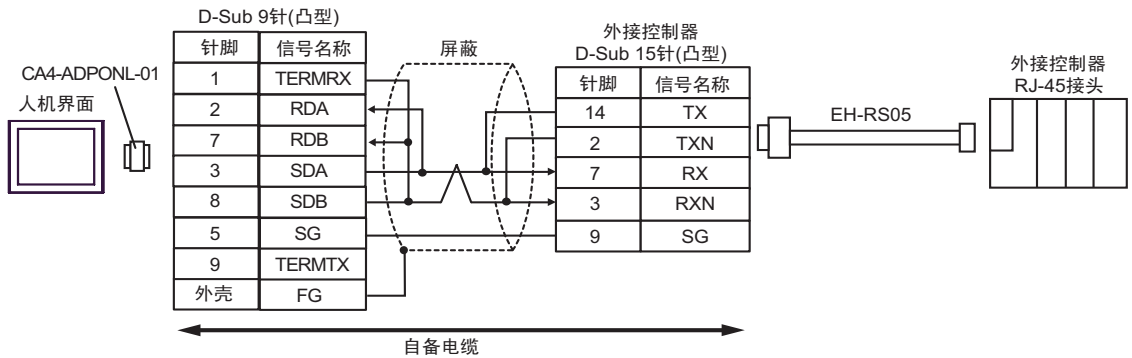 D-Sub 9针(凸型)
针脚 信号名称
1 TERMRX
2 RDA
7 RDB
3 SDA
8 SDB
5 SG
9 TERMTX
外壳 FG
CA4-ADPONL-01
人机界面
屏蔽
外接控制器
D-Sub 15针(凸型)
针脚 信号名称
14 TX
2 TXN
7 RX
3 RXN
9 SG
EH-RS05
外接控制器
RJ-45接头
自备电缆